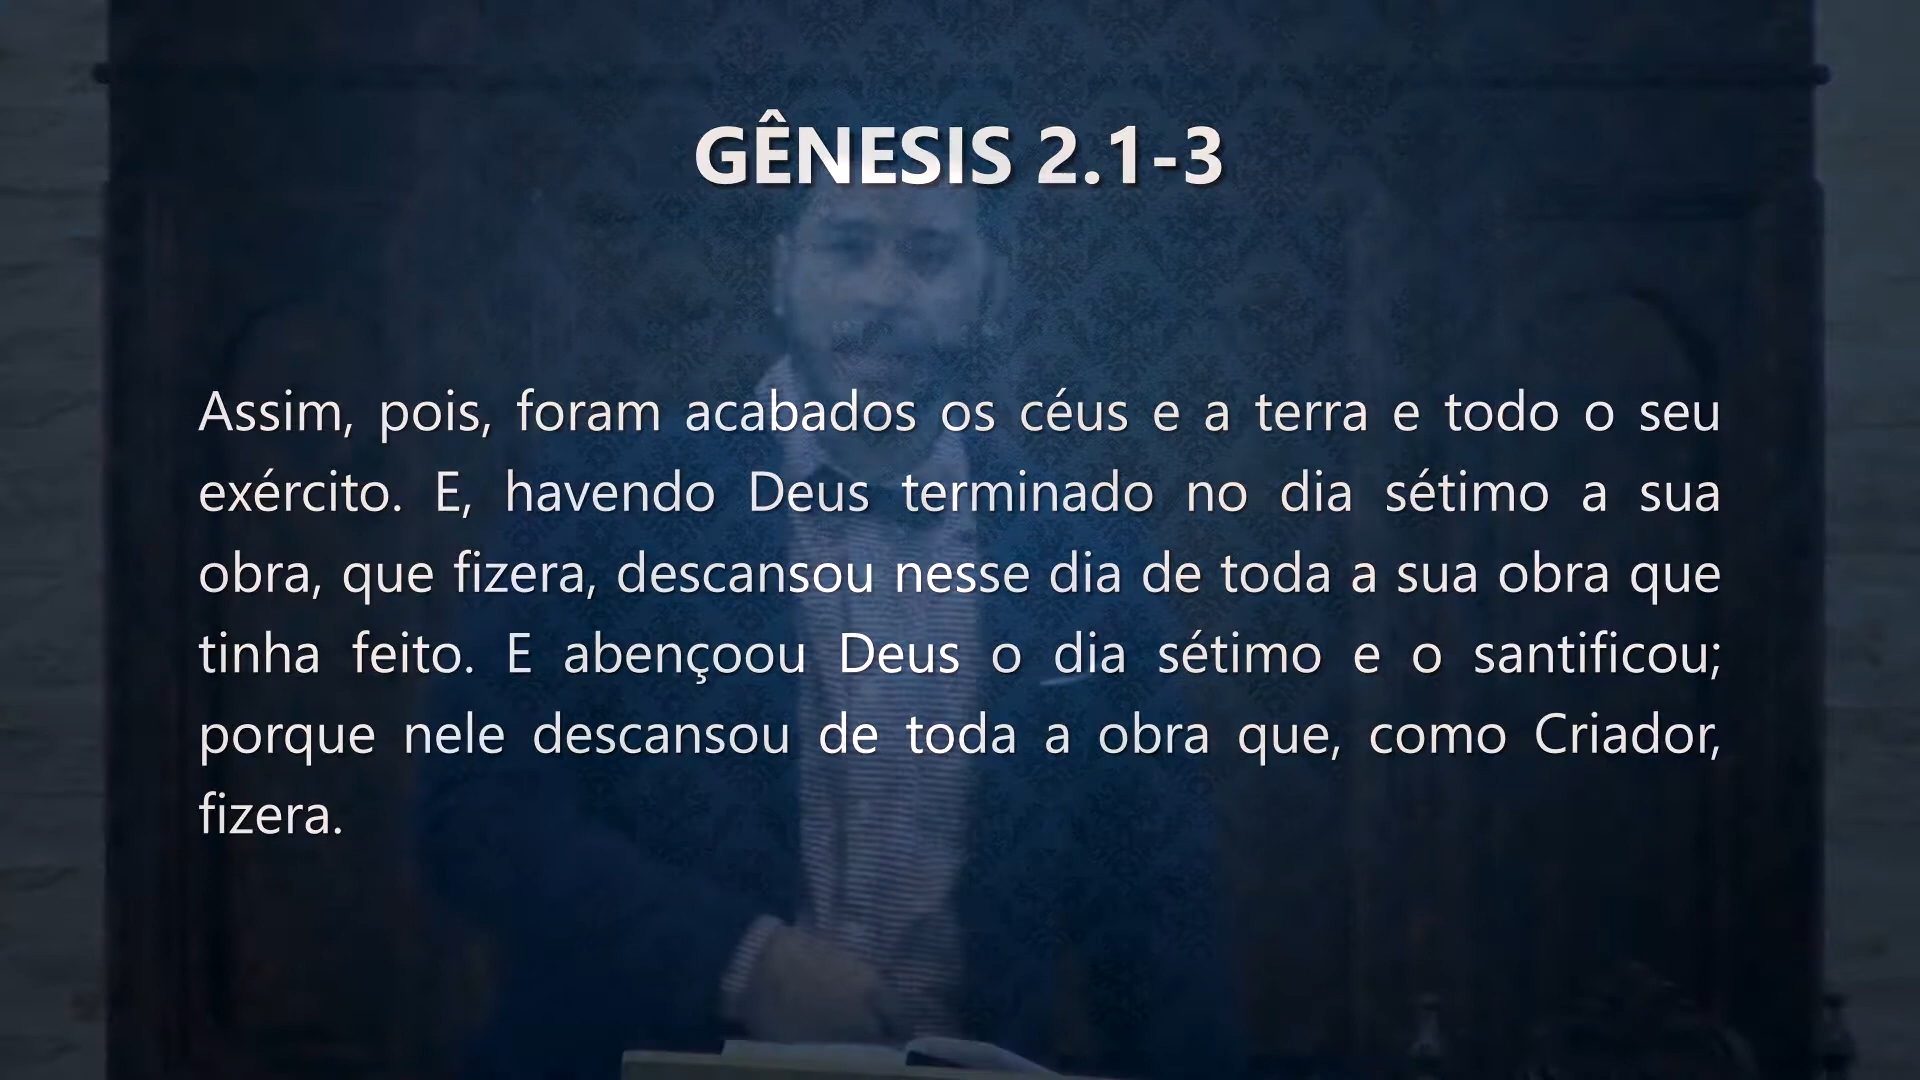 GÊNESIS 2.1-3
Assim, pois, foram acabados os céus e a terra e todo o seu
exército. E, havendo Deus terminado no dia sétimo a sua
obra, que fizera, descansou nesse dia de toda a sua obra que
tinha feito. E abençoou Deus o dia sétimo e o santificou;
porque nele descansou de toda a obra que, como Criador,
fizera.